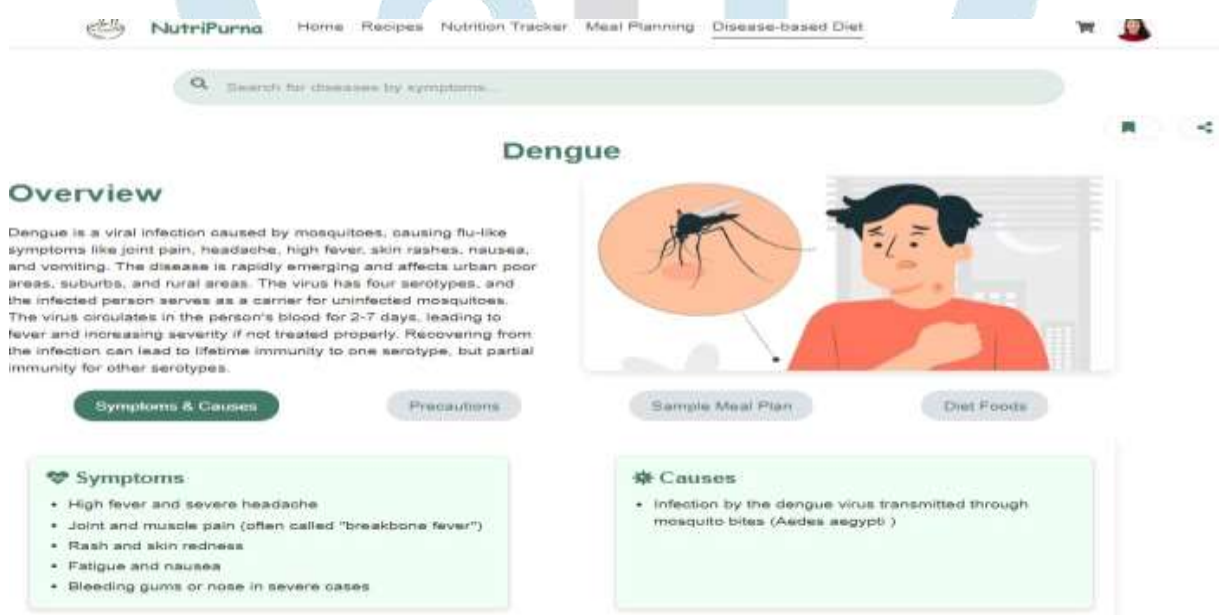 NutriPurna Home Recipes Nutrition Tracker Meal Planning Disease-based Diet
Search for diseases by symptoms...
Dengue
Overview
Dengue is a viral infection caused by mosquitoes, causing flu-like
symptoms like joint pain, headache, high fever, skin rashes, nausea,
and vomiting. The disease is rapidly emerging and affects urban poor
areas, suburbs, and rural areas. The virus has four serotypes, and
the infected person serves as a carrier for uninfected mosquitoes.
The virus circulates in the person's blood for 2-7 days, leading to
fever and increasing severity if not treated properly. Recovering from
the infection can lead to lifetime immunity to one serotype, but partial
immunity for other serotypes.
Symptoms & Causes Precautions Sample Meal Plan Diet Foods
Symptoms
• High fever and severe headache
• Joint and muscle pain (often called "breakbone fever")
• Rash and skin redness
• Fatigue and nausea
• Bleeding gums or nose in severe cases
Causes
• Infection by the dengue virus transmitted through
mosquito bites (Aedes aegypti )